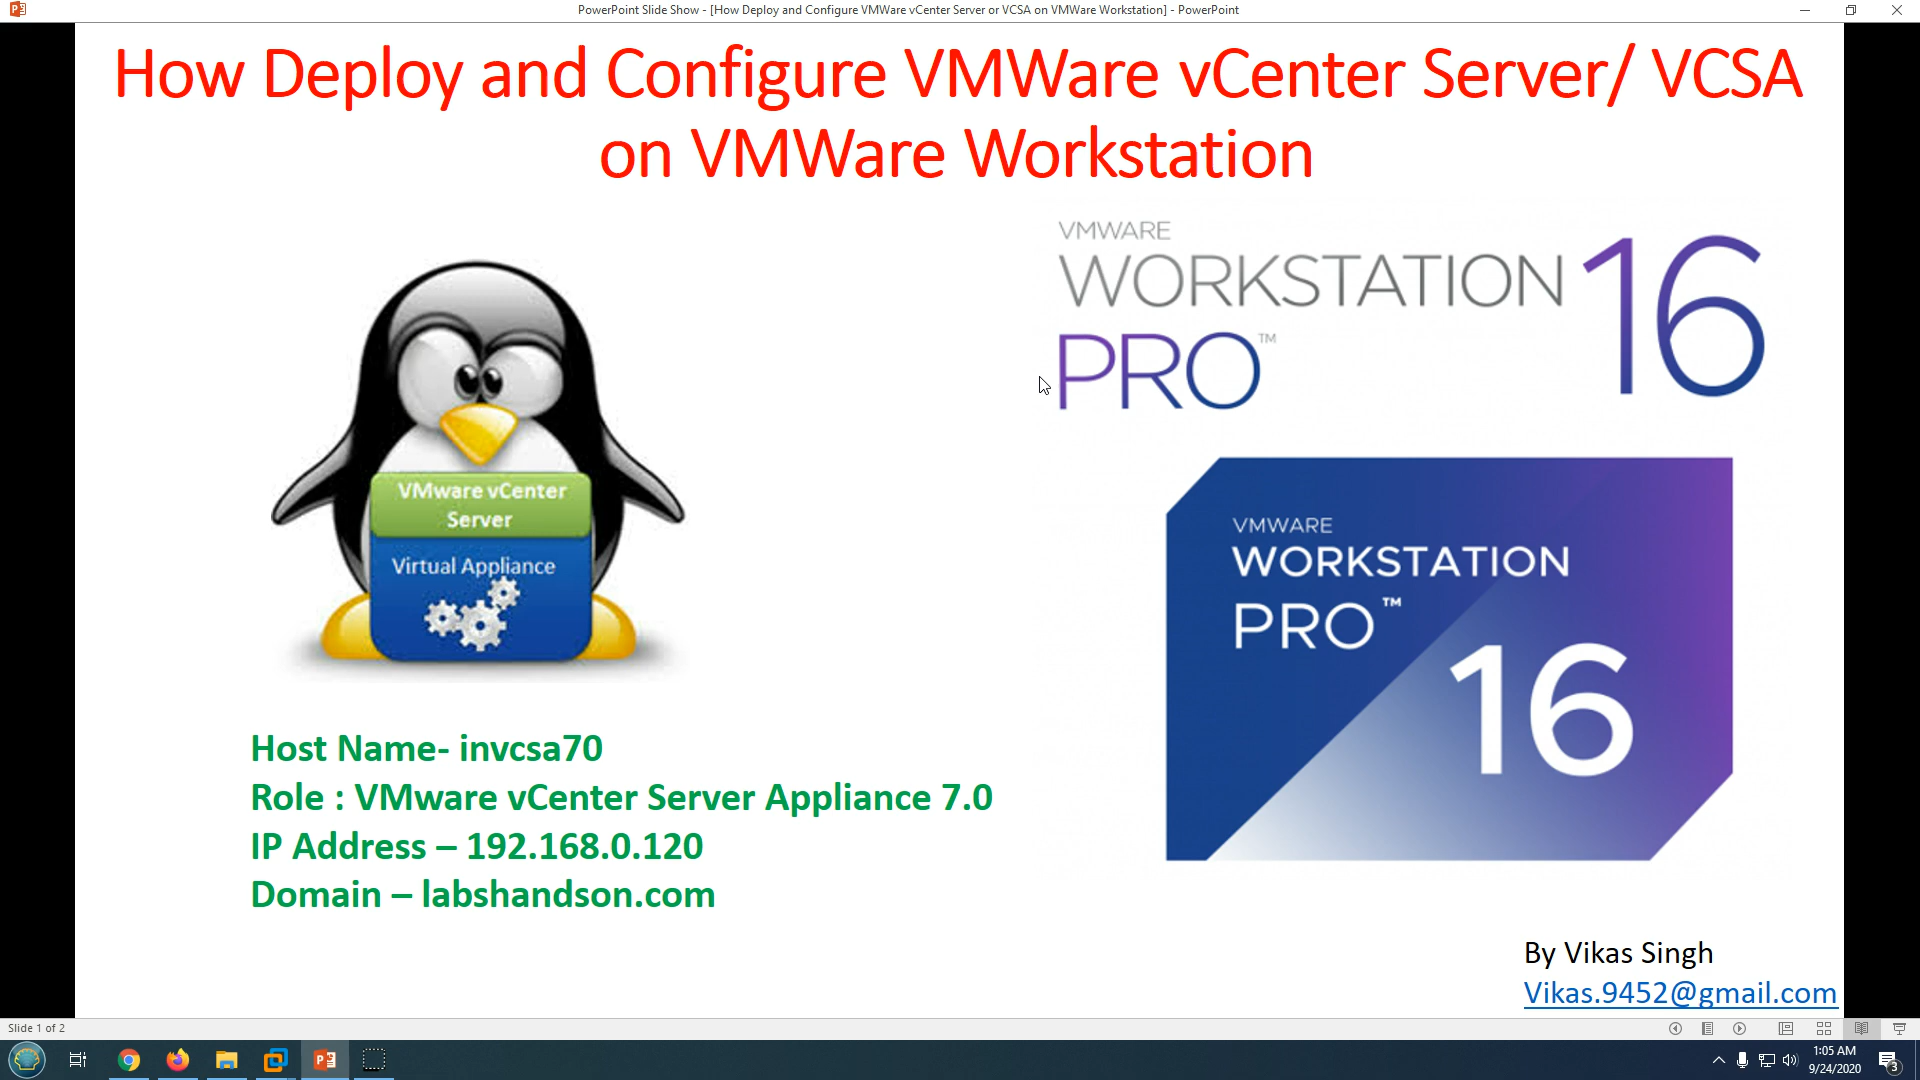 PowerPoint Slide Show - [How Deploy and Configure VMWare vCenter Server or VCSA on VMWare Workstation] - PowerPoint
How Deploy and Configure VMWare vCenter Server/ VCSA
on VMWare Workstation
VMWARE
WORKSTATION 16
PRO™
VMware vCenter
Server
Virtual Appliance
VMWARE
WORKSTATION
PRO™
16
Host Name- invcsa70
Role : VMware vCenter Server Appliance 7.0
IP Address – 192.168.0.120
Domain – labshandson.com
By Vikas Singh
Vikas.9452@gmail.com
Slide 1 of 2
1:05 AM
9/24/2020
3